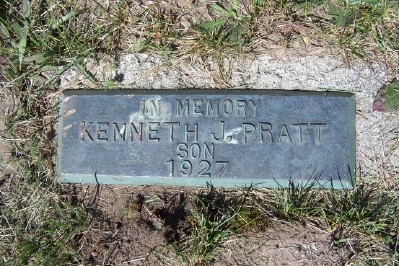 IN MEMORY
KENNETH J. PRATT
SON
1927